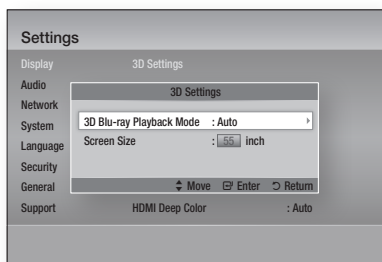 Settings
Display 3D Settings
Audio
3D Settings
Network
System
3D Blu-ray Playback Mode : Auto
Language
Screen Size : 55 inch
Security
General
Move Enter Return
Support HDMI Deep Color : Auto